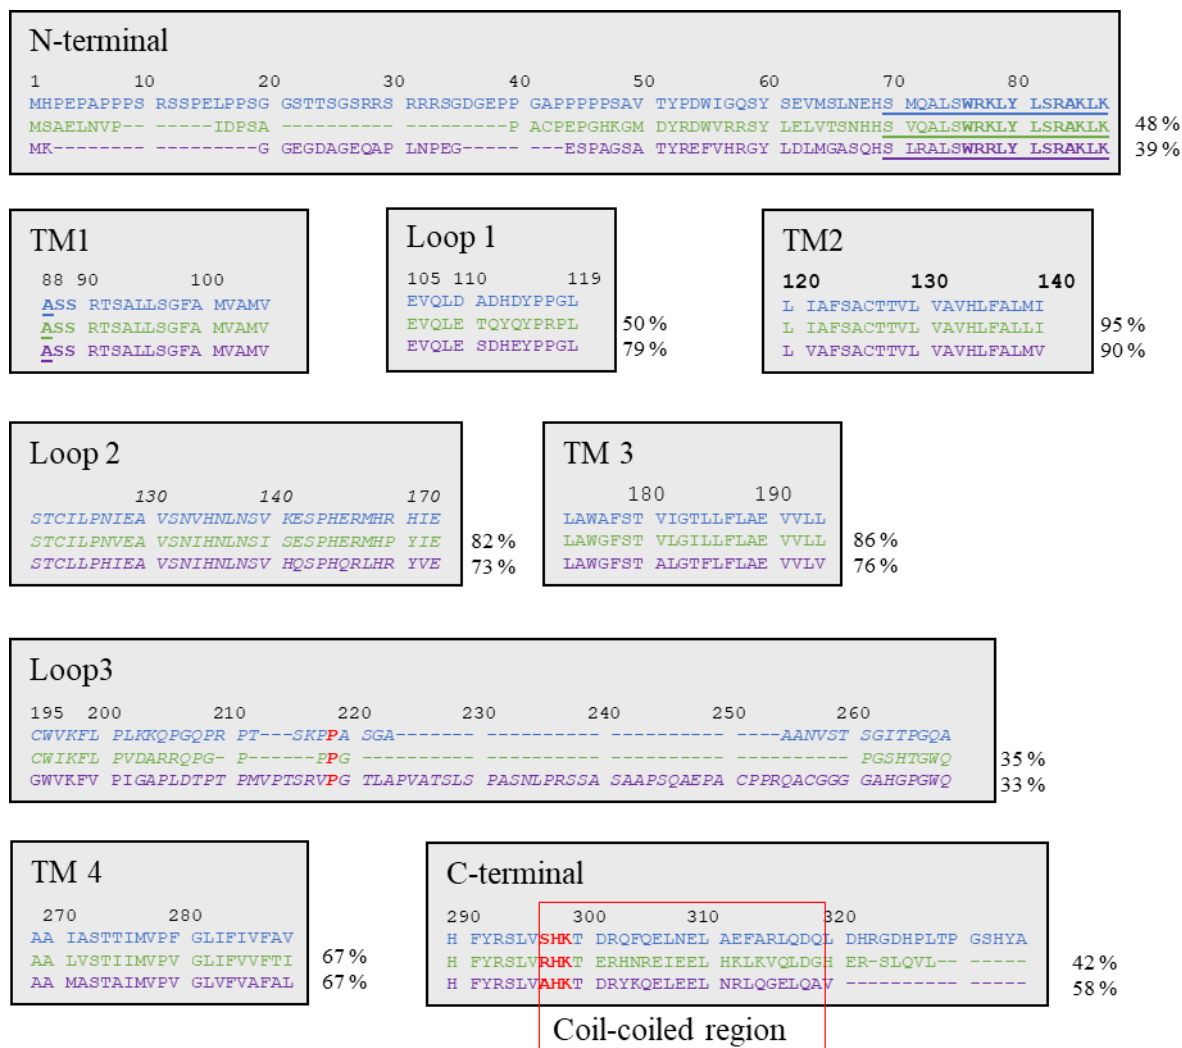 N-terminal
1 10 20 30 40 50 60 70 80
MHPEPAPPPS RSSPELPPSG GSTTSGSRRS RRRSGDGEPP GAPPPPPSAV TYPDWIGQSY SEVMSLNEHS MQALSWRKLY LSRAKLK
MSAELNVP-- -----IDPSA ---------- ---------P ACPEPGHKGM DYRDWVRRSY LELVTSNHHS VQALSWRKLY LSRAKLK 48 %
MK-------- ---------G GEGDAGEQAP LNPEG----- ----ESPAGSA TYREFVHRGY LDLMGASQHS LRALSWRRLY LSRAKLK 39 %
TM1
88 90 100
ASS RTSALLSGFA MVAMV
ASS RTSALLSGFA MVAMV
ASS RTSALLSGFA MVAMV
Loop 1
105 110 119
EVQLD ADHDYPPGL
EVQLE TQYQYPRPL 50 %
EVQLE SDHEYPPGL 79 %
TM2
120 130 140
L IAFSACTTVL VAVHLFALMI
L IAFSACTTVL VAVHLFALLI 95 %
L VAFSACTTVL VAVHLFALMV 90 %
Loop 2
130 140 170
STCILPNIEA VSNVHNLNSV KESPHERMHR HIE
STCILPNVEA VSNIHNLNSI SESPHERMHP YIE 82 %
STCLLPHIEA VSNIHNLNSV HQSPHQRLHR YVE 73 %
TM 3
180 190
LAWAFST VIGTLLFLAE VVLL
LAWGFST VLGILLFLAE VVLL 86 %
LAWGFST ALGTFLFLAE VVLV 76 %
Loop3
195 200 210 220 230 240 250 260
CWVKFL PLKKQPGQPR PT---SKPPA SGA------- ---------- ---------- ----AANVST SGITPGQA
CWIKFL PVDARRQPG- P------PPG ---------- ---------- ---------- ---------- PGSHTGWQ 35 %
GWVKFV PIGAPLDTPT PMVPTSRVPG TLAPVATSLS PASNLPRSSA SAAPSQAEPA CPPRQACGGG GAHGPGWQ 33 %
TM 4
270 280
AA IASTTIMVPF GLIFIVFAV
AA LVSTIIMVPV GLIFVVFTI 67 %
AA MASTAIMVPV GLVFVAFAL 67 %
C-terminal
290 300 310 320
H FYRSLVSHKT DRQFQELNEL AEFARLQDQL DHRGDHPLTP GSHYA
H FYRSLVRHKT ERHNREIEEL HKLKVQLDGH ER-SLQVL-- ----- 42 %
H FYRSLVAHKT DRYKQELEEL NRLQGELQAV ---------- ----- 58 %
Coil-coiled region